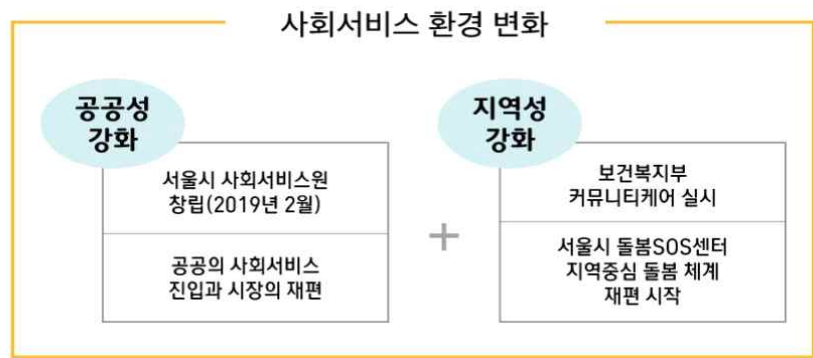 사회서비스 환경 변화
공공성
강화
서울시 사회서비스원
창립(2019년 2월)
공공의 사회서비스
진입과 시장의 재편
+
지역성
강화
보건복지부
커뮤니티케어 실시
서울시 돌봄SOS센터
지역중심 돌봄 체계
재편 시작